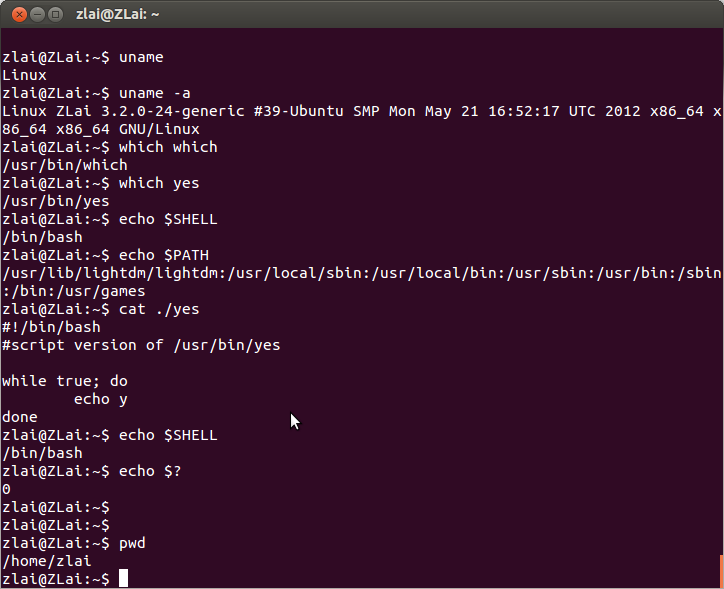 zlai@ZLai: ~
zlai@ZLai:~$ uname
Linux
zlai@ZLai:~$ uname -a
Linux ZLai 3.2.0-24-generic #39-Ubuntu SMP Mon May 21 16:52:17 UTC 2012 x86_64 x
86_64 x86_64 GNU/Linux
zlai@ZLai:~$ which which
/usr/bin/which
zlai@ZLai:~$ which yes
/usr/bin/yes
zlai@ZLai:~$ echo $SHELL
/bin/bash
zlai@ZLai:~$ echo $PATH
/usr/lib/lightdm/lightdm:/usr/local/sbin:/usr/local/bin:/usr/sbin:/usr/bin:/sbin
:/bin:/usr/games
zlai@ZLai:~$ cat ./yes
#!/bin/bash
#script version of /usr/bin/yes

while true; do
        echo y
done
zlai@ZLai:~$ echo $SHELL
/bin/bash
zlai@ZLai:~$ echo $?
0
zlai@ZLai:~$
zlai@ZLai:~$
zlai@ZLai:~$ pwd
/home/zlai
zlai@ZLai:~$